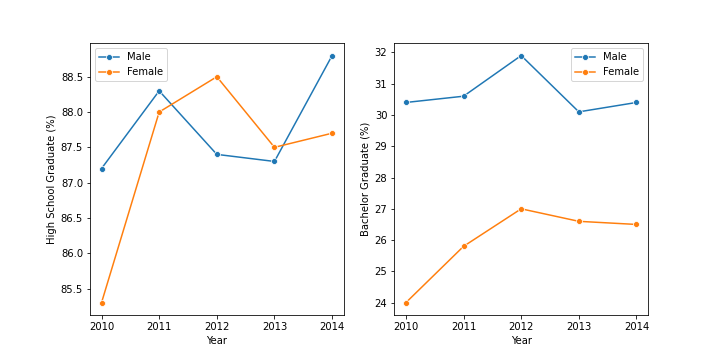 High School Graduate (%)
88.5
88.0
87.5
87.0
86.5
86.0
85.5
Male
Female
2010 2011 2012 2013 2014
Year
Bachelor Graduate (%)
32
31
30
29
28
27
26
25
24
Male
Female
2010 2011 2012 2013 2014
Year